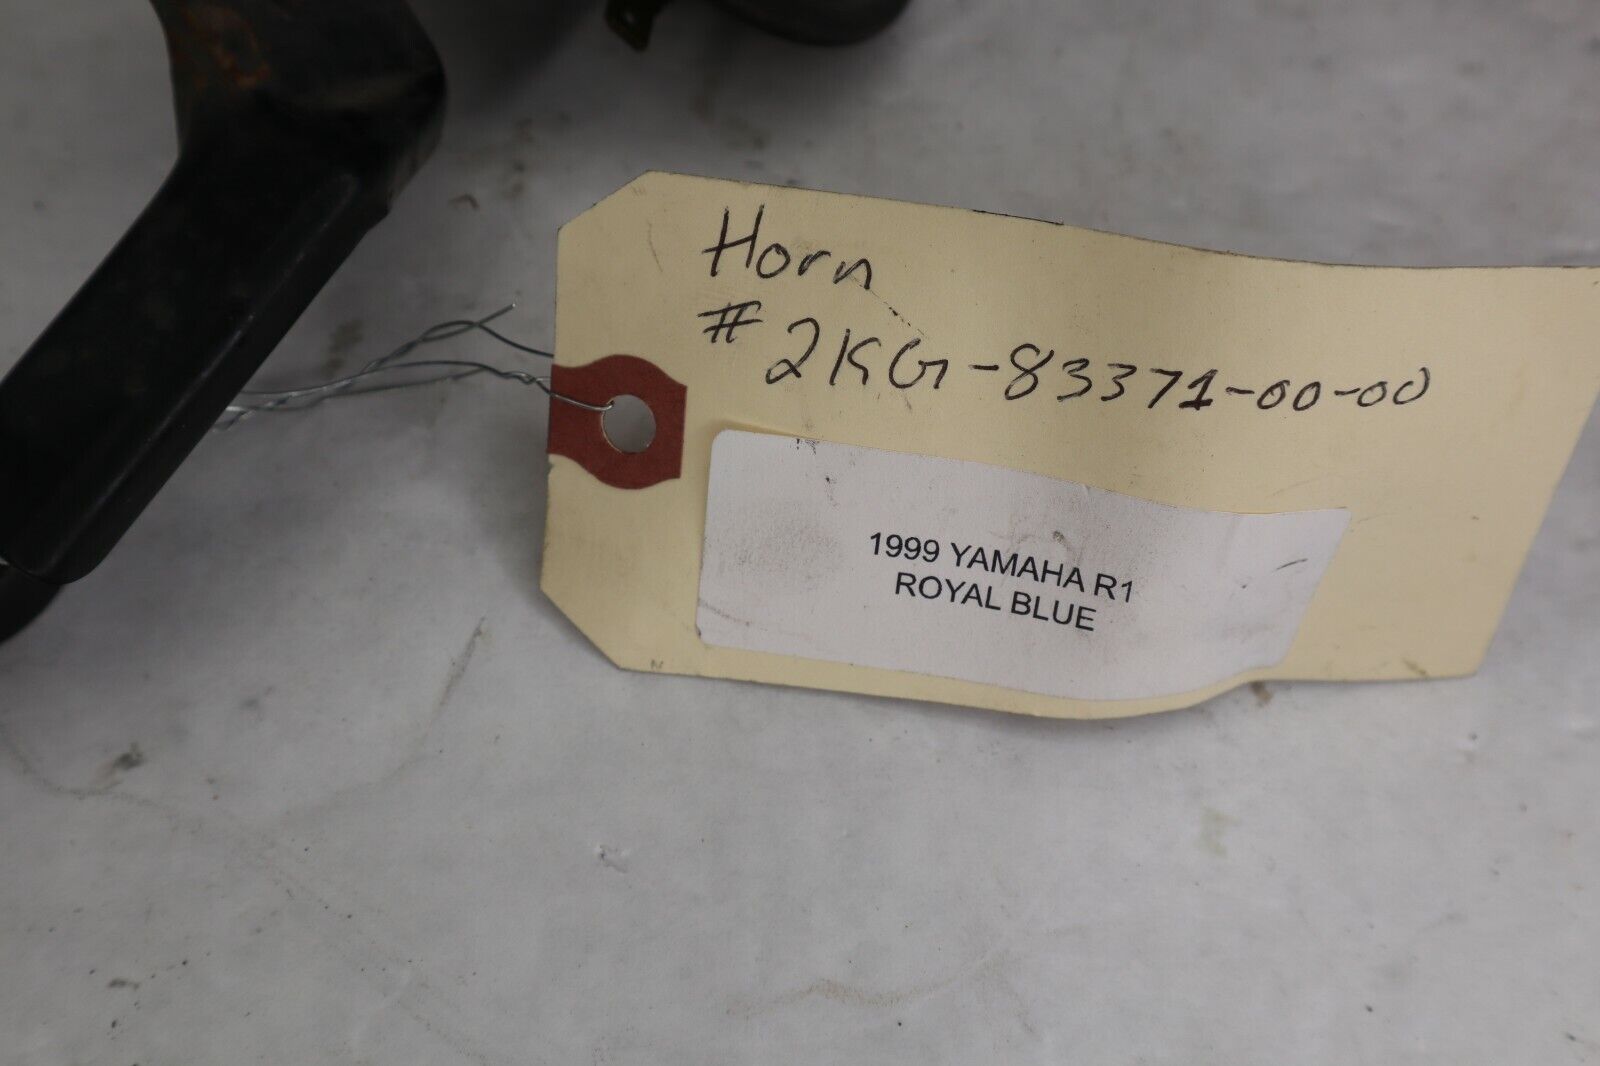 Horn
#2KG-83371-00-00
1999 YAMAHA R1
ROYAL BLUE